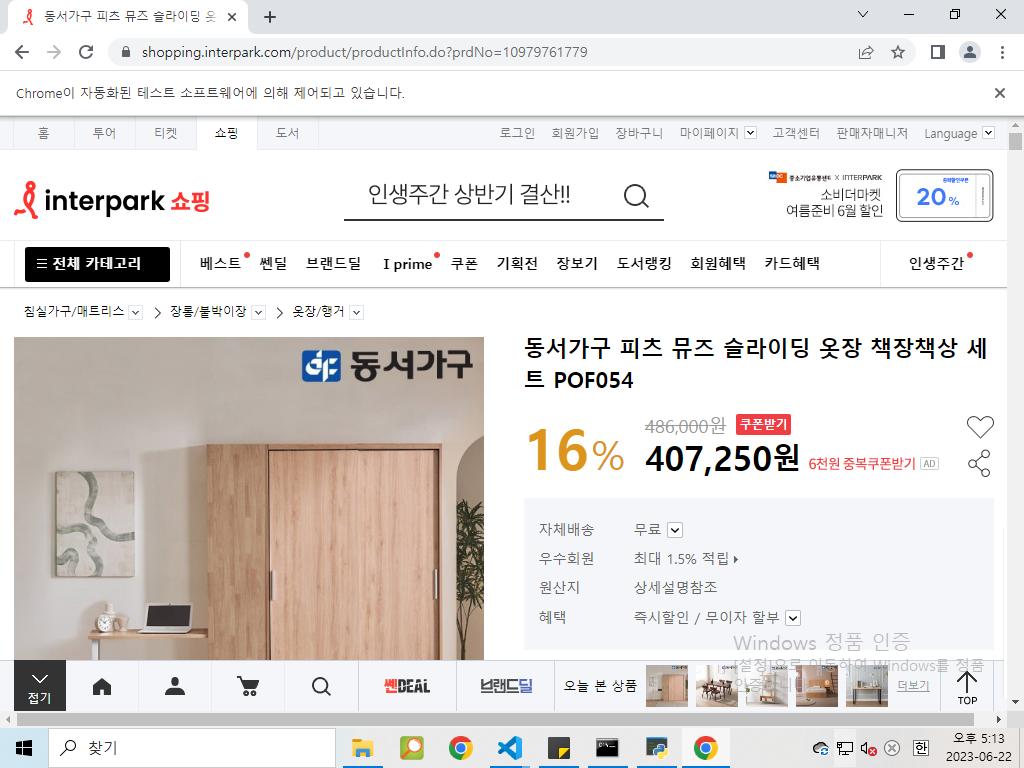 동서가구 피츠 뮤즈 슬라이딩 옷
shopping.interpark.com/product/productInfo.do?prdNo=10979761779
Chrome이 자동화된 테스트 소프트웨어에 의해 제어되고 있습니다.
홈 투어 티켓 쇼핑 도서 로그인 회원가입 장바구니 마이페이지 고객센터 판매자매니저 Language
interpark 쇼핑
인생주간 상반기 결산!!
중소기업유통센터 X INTERPARK
소비더마켓
여름준비 6월 할인
20%
전체 카테고리 베스트 쎈딜 브랜드딜 I prime 쿠폰 기획전 장보기 도서랭킹 회원혜택 카드혜택 인생주간
침실가구/매트리스 장롱/붙박이장 옷장/행거
동서가구
동서가구 피츠 뮤즈 슬라이딩 옷장 책장책상 세
트 POF054
16%
486,000원 쿠폰받기
407,250원 6천원 중복쿠폰받기 AD
자체배송 무료
우수회원 최대 1.5% 적립
원산지 상세설명참조
혜택 즉시할인 / 무이자 할부
Windows 정품 인증
[설정]으로 이동하여 Windows를 정품
접기
쎈DEAL
브랜드딜
오늘 본 상품
더보기
TOP
찾기
한
오후 5:13
2023-06-22